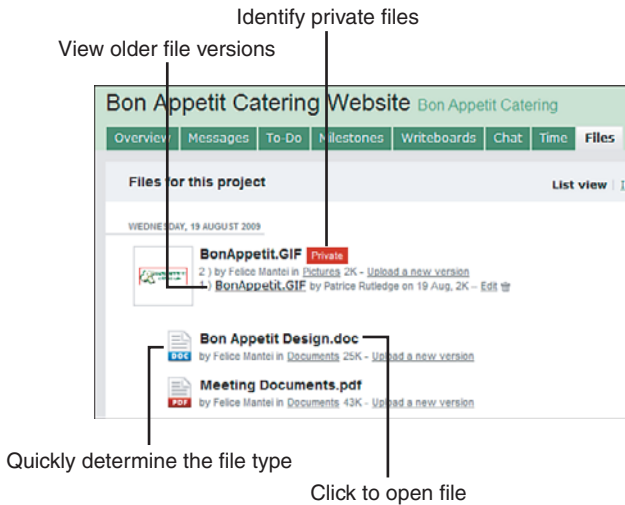 Identify private files
View older file versions
Bon Appetit Catering Website Bon Appetit Catering
Overview Messages To-Do Milestones Writeboards Chat Time Files
Files for this project
List view
WEDNESDAY, 19 AUGUST 2009
BonAppetit.GIF Private
2 ) by Felice Mantei in Pictures 2K - Upload a new version
1 ) BonAppetit.GIF by Patrice Rutledge on 19 Aug, 2K – Edit
Bon Appetit Design.doc
DOC by Felice Mantei in Documents 25K - Upload a new version
Meeting Documents.pdf
PDF by Felice Mantei in Documents 43K - Upload a new version
Quickly determine the file type
Click to open file